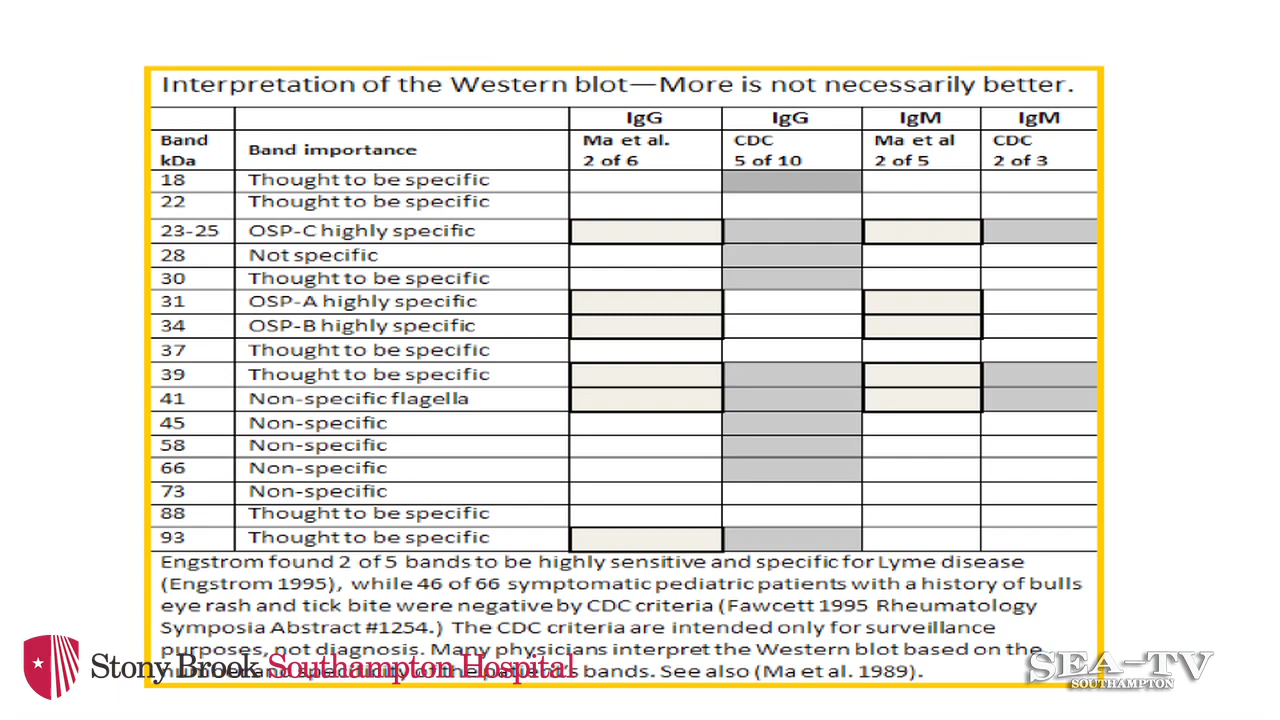 Interpretation of the Western blot—More is not necessarily better.
IgG IgG IgM IgM
Band kDa Band importance Ma et al. 2 of 6 CDC 5 of 10 Ma et al 2 of 5 CDC 2 of 3
18 Thought to be specific
22 Thought to be specific
23-25 OSP-C highly specific
28 Not specific
30 Thought to be specific
31 OSP-A highly specific
34 OSP-B highly specific
37 Thought to be specific
39 Thought to be specific
41 Non-specific flagella
45 Non-specific
58 Non-specific
66 Non-specific
73 Non-specific
88 Thought to be specific
93 Thought to be specific
Engstrom found 2 of 5 bands to be highly sensitive and specific for Lyme disease
(Engstrom 1995), while 46 of 66 symptomatic pediatric patients with a history of bulls
eye rash and tick bite were negative by CDC criteria (Fawcett 1995 Rheumatology
Symposia Abstract #1254.) The CDC criteria are intended only for surveillance
purposes, not diagnosis. Many physicians interpret the Western blot based on the
number and specificity of the patient's bands. See also (Ma et al. 1989).
Stony Brook Southampton Hospital
SEA-TV
SOUTHAMPTON